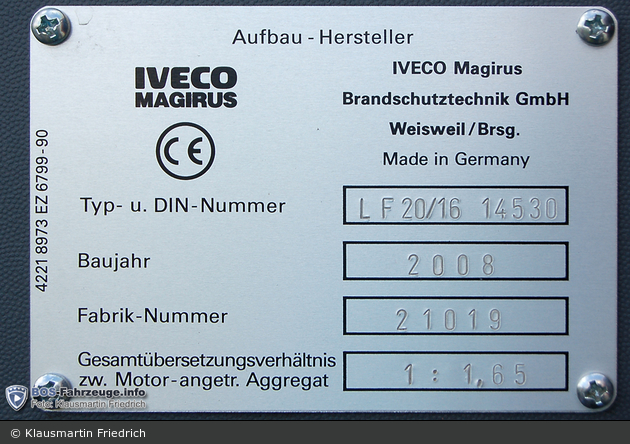 Aufbau - Hersteller
IVECO
MAGIRUS
IVECO Magirus
Brandschutztechnik GmbH
Weisweil/Brsg.
Made in Germany
CE
Typ- u. DIN-Nummer
LF 20/16 14530
Baujahr
2008
Fabrik-Nummer
21019
Gesamtübersetzungsverhältnis
zw. Motor-angetr. Aggregat
1 : 1,65
4221 8973 EZ 6799-90
BOS-Fahrzeuge.info
Foto: Klausmartin Friedrich
© Klausmartin Friedrich